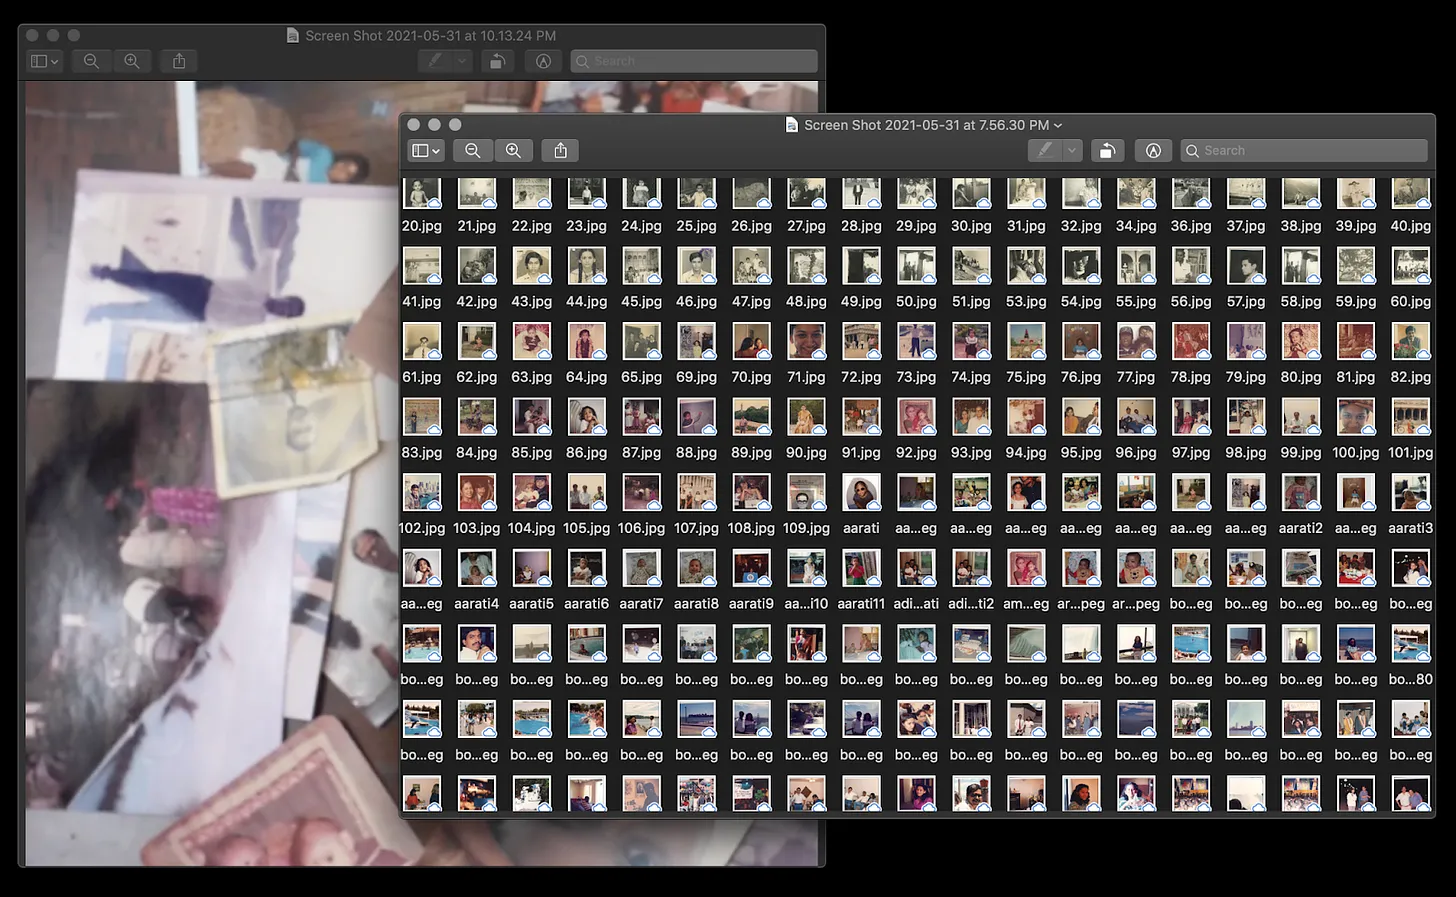 Screen Shot 2021-05-31 at 10.13.24 PM
Search
Screen Shot 2021-05-31 at 7.56.30 PM
Search
20.jpg 21.jpg 22.jpg 23.jpg 24.jpg 25.jpg 26.jpg 27.jpg 28.jpg 29.jpg 30.jpg 31.jpg 32.jpg 34.jpg 36.jpg 37.jpg 38.jpg 39.jpg 40.jpg
41.jpg 42.jpg 43.jpg 44.jpg 45.jpg 46.jpg 47.jpg 48.jpg 49.jpg 50.jpg 51.jpg 53.jpg 54.jpg 55.jpg 56.jpg 57.jpg 58.jpg 59.jpg 60.jpg
61.jpg 62.jpg 63.jpg 64.jpg 65.jpg 69.jpg 70.jpg 71.jpg 72.jpg 73.jpg 74.jpg 75.jpg 76.jpg 77.jpg 78.jpg 79.jpg 80.jpg 81.jpg 82.jpg
83.jpg 84.jpg 85.jpg 86.jpg 87.jpg 88.jpg 89.jpg 90.jpg 91.jpg 92.jpg 93.jpg 94.jpg 95.jpg 96.jpg 97.jpg 98.jpg 99.jpg 100.jpg 101.jpg
102.jpg 103.jpg 104.jpg 105.jpg 106.jpg 107.jpg 108.jpg 109.jpg aarati aa...eg aa...eg aa...eg aa...eg aa...eg aa...eg aa...eg aarati2 aa...eg aarati3
aa...eg aarati4 aarati5 aarati6 aarati7 aarati8 aarati9 aa...i10 aarati11 adi...ati adi...ti2 am...eg ar...peg ar...peg bo...eg bo...eg bo...eg bo...eg bo...eg
bo...eg bo...eg bo...eg bo...eg bo...eg bo...eg bo...eg bo...eg bo...eg bo...eg bo...eg bo...eg bo...eg bo...eg bo...eg bo...eg bo...eg bo...eg bo...80
bo...eg bo...eg bo...eg bo...eg bo...eg bo...eg bo...eg bo...eg bo...eg bo...eg bo...eg bo...eg bo...eg bo...eg bo...eg bo...eg bo...eg bo...eg bo...eg